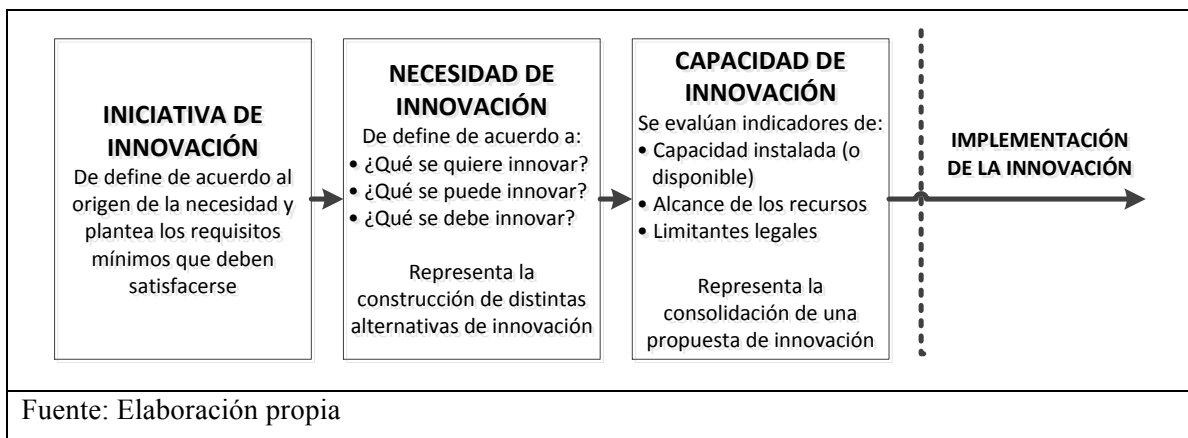 INICIATIVA DE
INNOVACIÓN
De define de acuerdo al
origen de la necesidad y
plantea los requisitos
mínimos que deben
satisfacerse
NECESIDAD DE
INNOVACIÓN
De define de acuerdo a:
• ¿Qué se quiere innovar?
• ¿Qué se puede innovar?
• ¿Qué se debe innovar?
Representa la
construcción de distintas
alternativas de innovación
CAPACIDAD DE
INNOVACIÓN
Se evalúan indicadores de:
• Capacidad instalada (o
disponible)
• Alcance de los recursos
• Limitantes legales
Representa la
consolidación de una
propuesta de innovación
IMPLEMENTACIÓN
DE LA INNOVACIÓN
Fuente: Elaboración propia